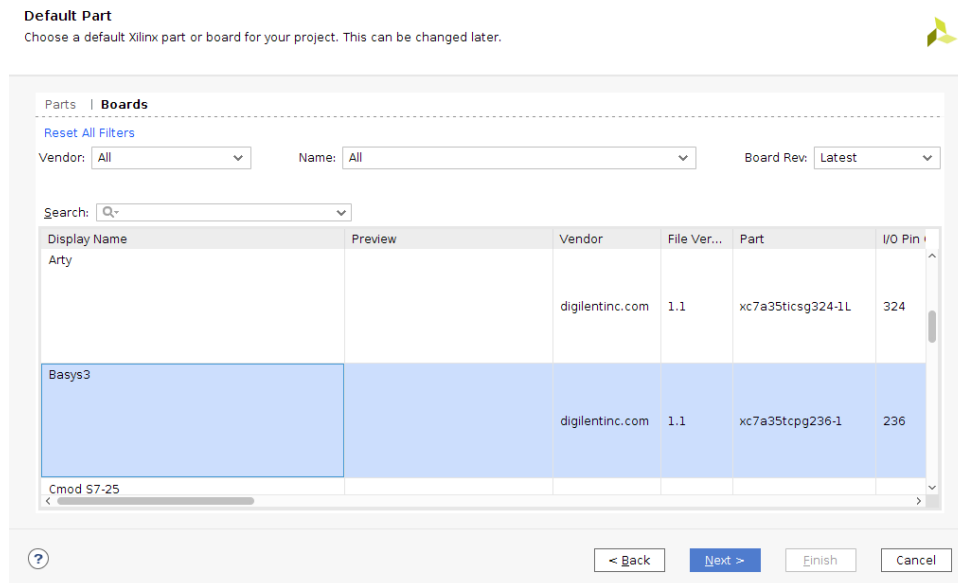 Default Part
Choose a default Xilinx part or board for your project. This can be changed later.
Parts | Boards
Reset All Filters
Vendor: All Name: All Board Rev: Latest
Search:
Display Name Preview Vendor File Ver... Part I/O Pin
Arty
digilentinc.com 1.1 xc7a35ticsg324-1L 324
Basys3
digilentinc.com 1.1 xc7a35tcpg236-1 236
Cmod S7-25
? < Back Next > Finish Cancel